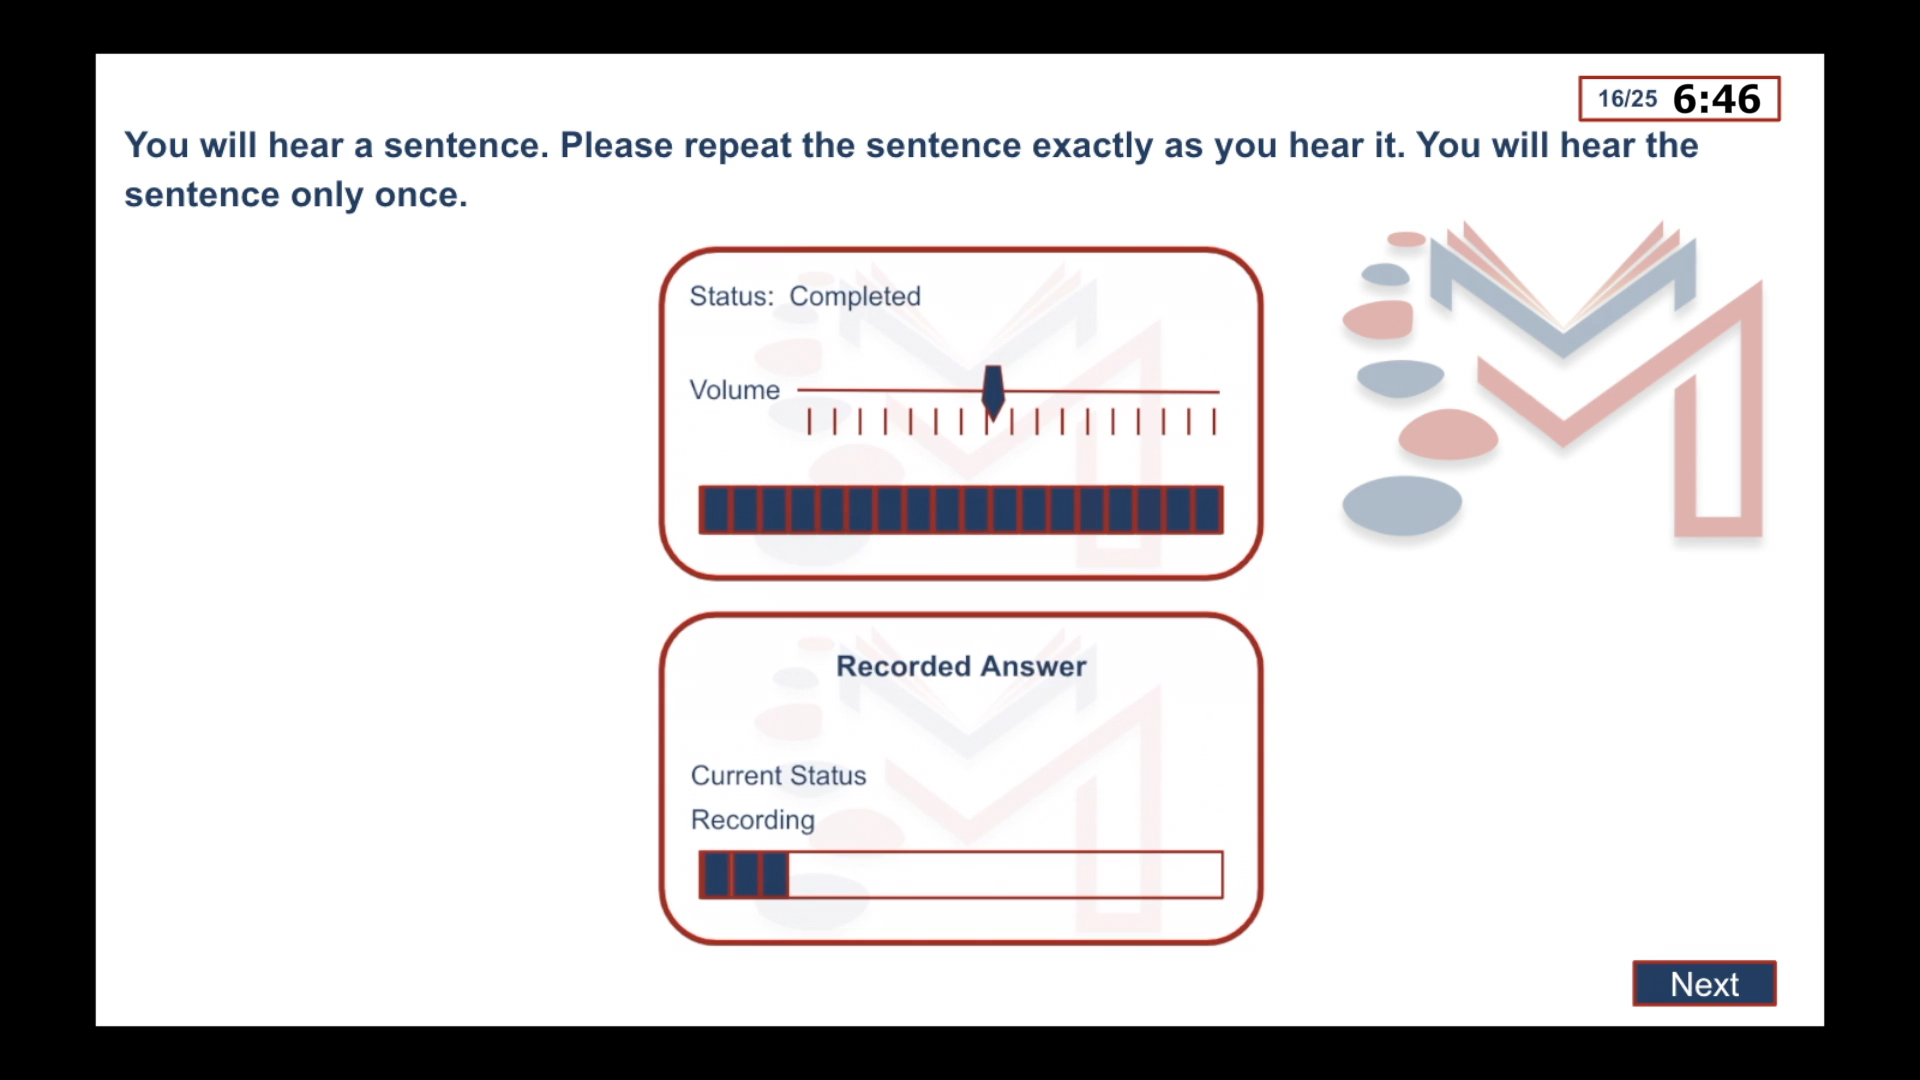 16/25 6:46
You will hear a sentence. Please repeat the sentence exactly as you hear it. You will hear the
sentence only once.
Status: Completed
Volume
Recorded Answer
Current Status
Recording
Next